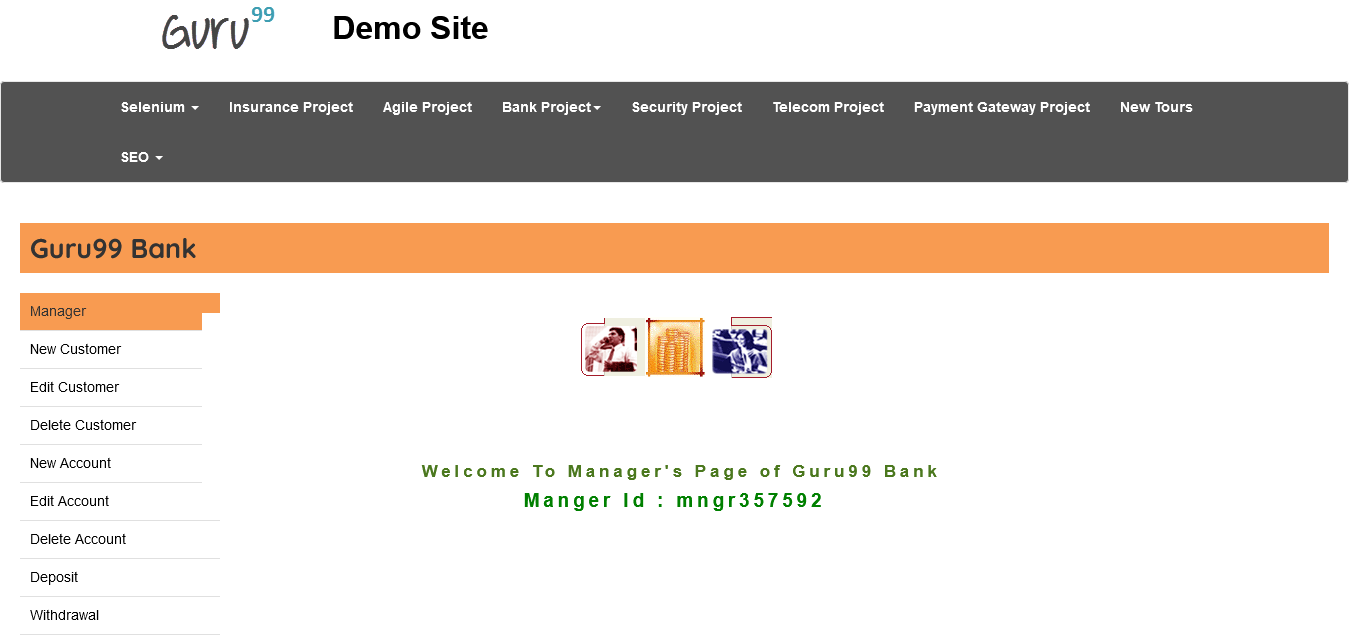 Guru99 Demo Site
Selenium Insurance Project Agile Project Bank Project Security Project Telecom Project Payment Gateway Project New Tours
SEO
Guru99 Bank
Manager
New Customer
Edit Customer
Delete Customer
New Account
Edit Account
Delete Account
Deposit
Withdrawal
Welcome To Manager's Page of Guru99 Bank
Manger Id : mngr357592